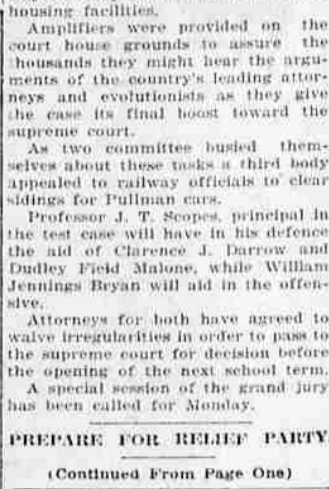 housing facilities.
Amplifiers were provided on the
court house grounds to assure the
thousands they might hear the argu-
ments of the country's leading attor-
neys and evolutionists as they give
the case its final boost toward the
supreme court.
As two committee busied them-
selves about these tasks a third body
appealed to railway officials to clear
sidings for Pullman cars.
Professor J. T. Scopes, principal in
the test case will have in his defence
the aid of Clarence J. Darrow and
Dudley Field Malone, while William
Jennings Bryan will aid in the offen-
sive.
Attorneys for both have agreed to
waive irregularities in order to pass to
the supreme court for decision before
the opening of the next school term.
A special session of the grand jury
has been called for Monday.
PREPARE FOR RELIEF PARTY
(Continued From Page One)